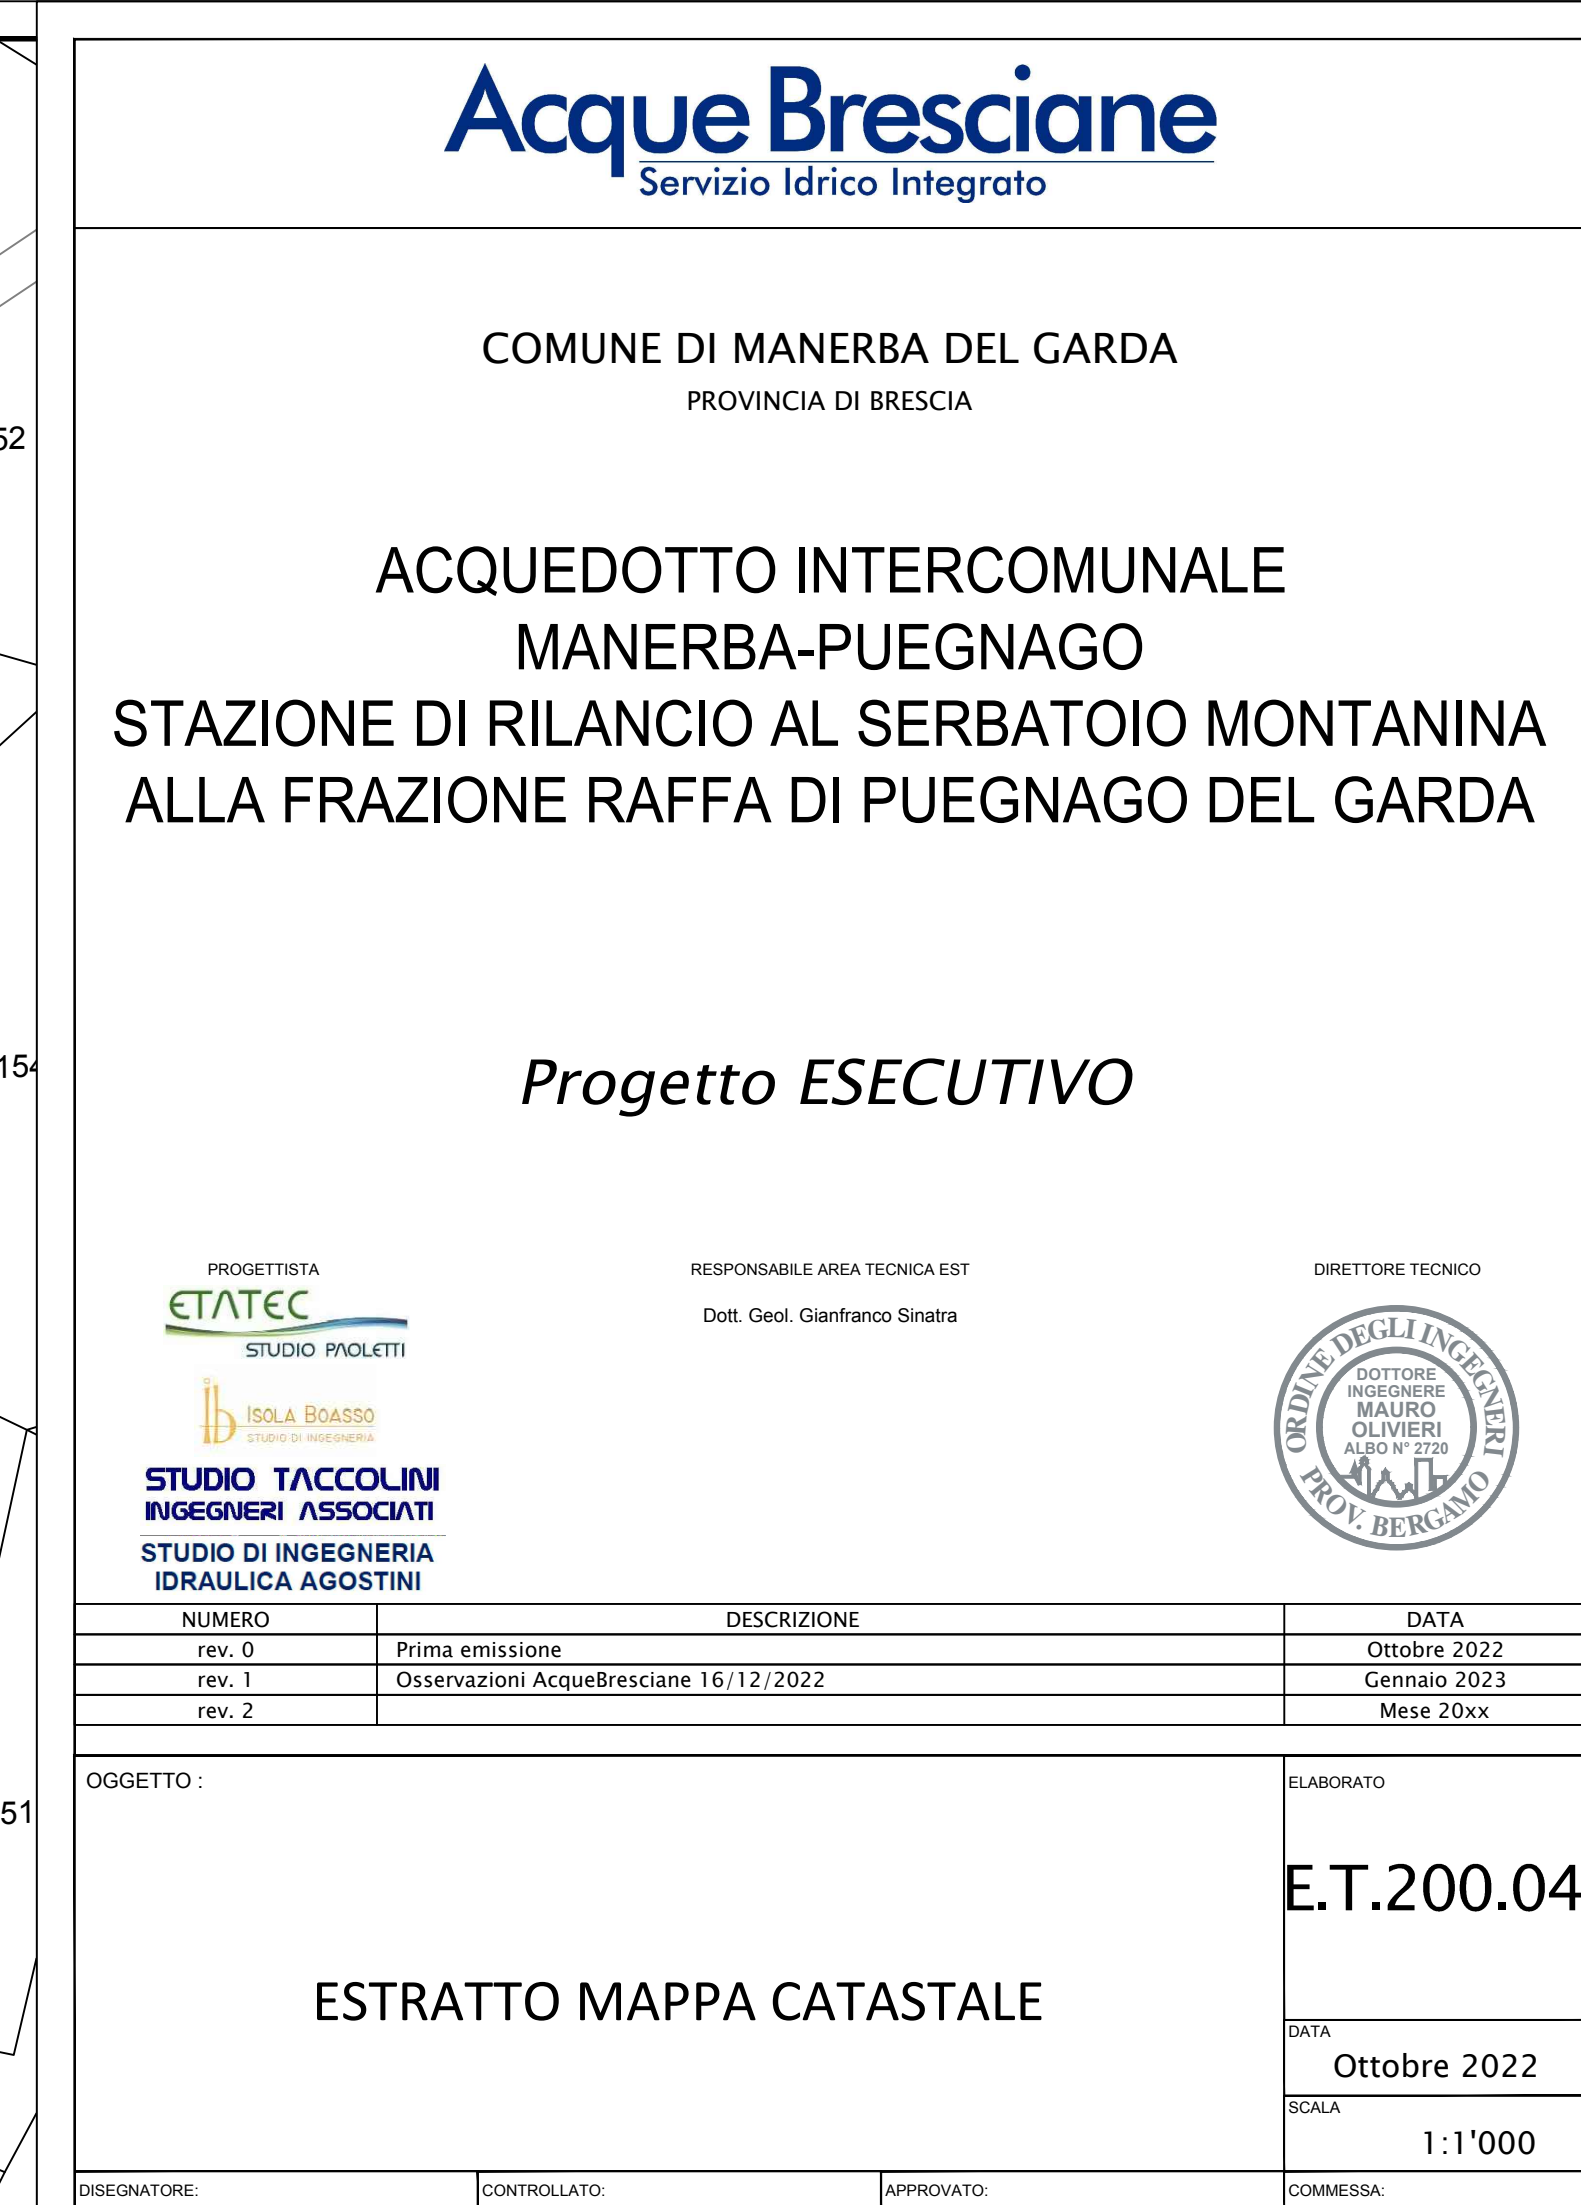 Acque Bresciane
Servizio Idrico Integrato
COMUNE DI MANERBA DEL GARDA
PROVINCIA DI BRESCIA
52
ACQUEDOTTO INTERCOMUNALE
MANERBA-PUEGNAGO
STAZIONE DI RILANCIO AL SERBATOIO MONTANINA
ALLA FRAZIONE RAFFA DI PUEGNAGO DEL GARDA
154
Progetto ESECUTIVO
PROGETTISTA
ETATEC
STUDIO PAOLETTI
ib ISOLA BOASSO
STUDIO DI INGEGNERIA
STUDIO TACCOLINI
INGEGNERI ASSOCIATI
STUDIO DI INGEGNERIA
IDRAULICA AGOSTINI
RESPONSABILE AREA TECNICA EST
Dott. Geol. Gianfranco Sinatra
DIRETTORE TECNICO
ORDINE DEGLI INGEGNERI
DOTTORE
INGEGNERE
MAURO
OLIVIERI
ALBO N° 2720
PROV. BERGAMO
NUMERO DESCRIZIONE DATA
rev. 0 Prima emissione Ottobre 2022
rev. 1 Osservazioni AcqueBresciane 16/12/2022 Gennaio 2023
rev. 2 Mese 20xx
OGGETTO :
ESTRATTO MAPPA CATASTALE
51
ELABORATO
E.T.200.04
DATA
Ottobre 2022
SCALA
1:1'000
DISEGNATORE: CONTROLLATO: APPROVATO: COMMESSA: